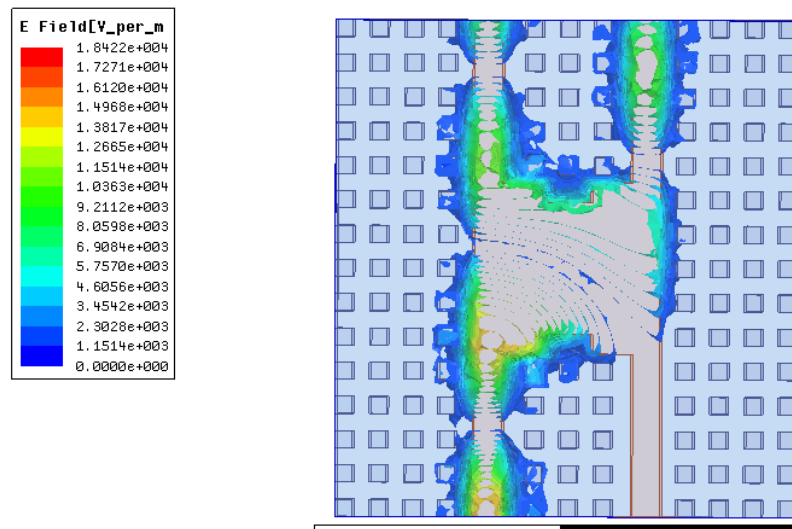 E Field[V_per_m
1.8422e+004
1.7271e+004
1.6120e+004
1.4968e+004
1.3817e+004
1.2665e+004
1.1514e+004
1.0363e+004
9.2112e+003
8.0598e+003
6.9084e+003
5.7570e+003
4.6056e+003
3.4542e+003
2.3028e+003
1.1514e+003
0.0000e+000